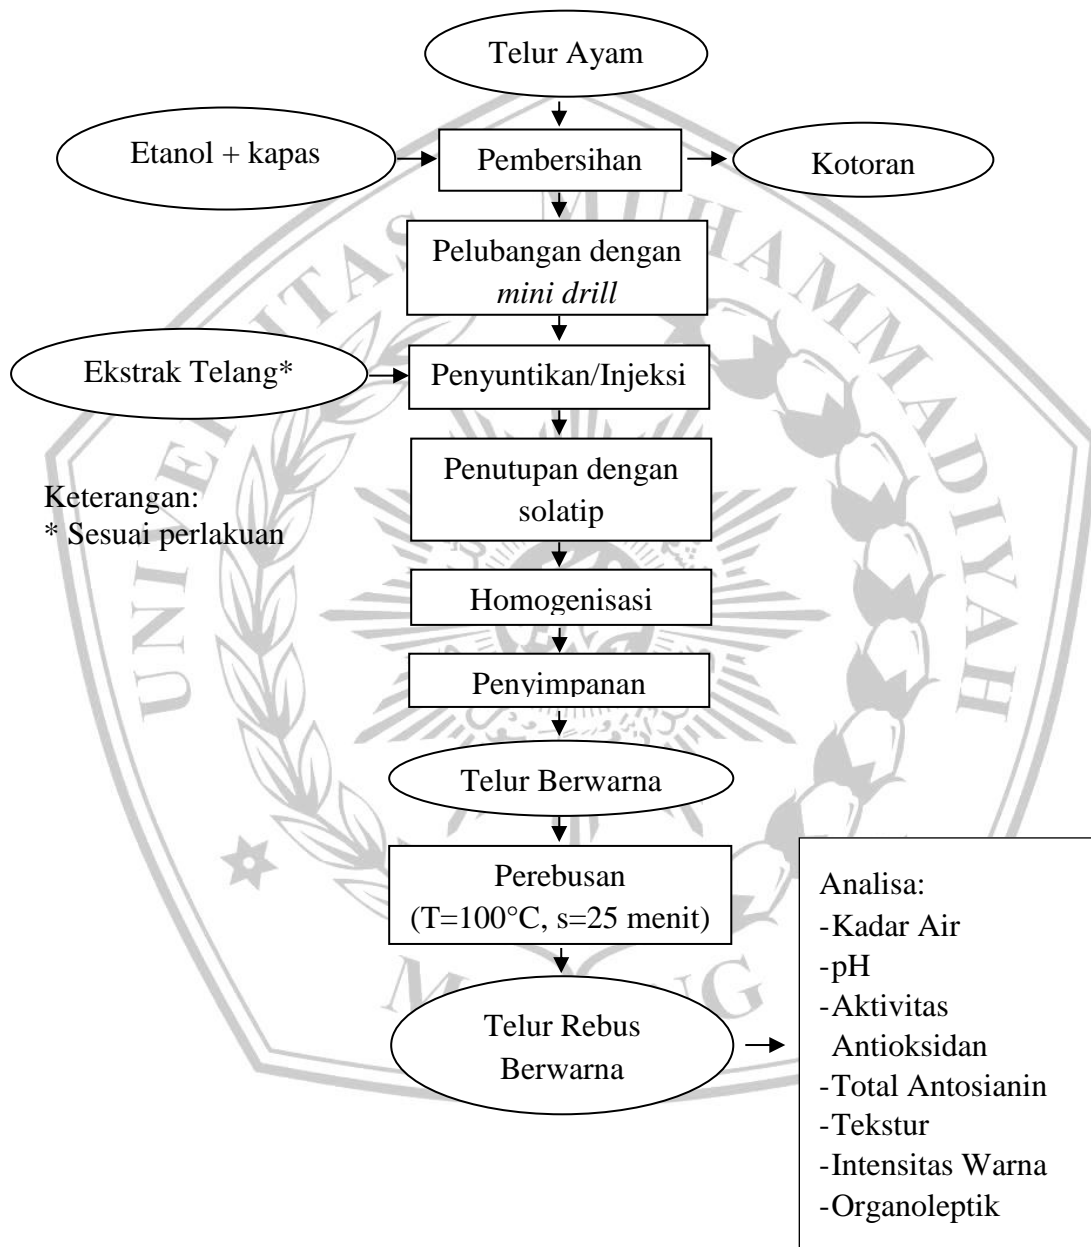 Telur Ayam
Etanol + kapas
Pembersihan
Kotoran
Pelubangan dengan
mini drill
Ekstrak Telang*
Penyuntikan/Injeksi
Penutupan dengan
solatip
Keterangan:
* Sesuai perlakuan
Homogenisasi
Penyimpanan
Telur Berwarna
Perebusan
(T=100°C, s=25 menit)
Telur Rebus
Berwarna
Analisa:
-Kadar Air
-pH
-Aktivitas
Antioksidan
-Total Antosianin
-Tekstur
-Intensitas Warna
-Organoleptik
UNIVERSITAS MUHAMMADIYAH